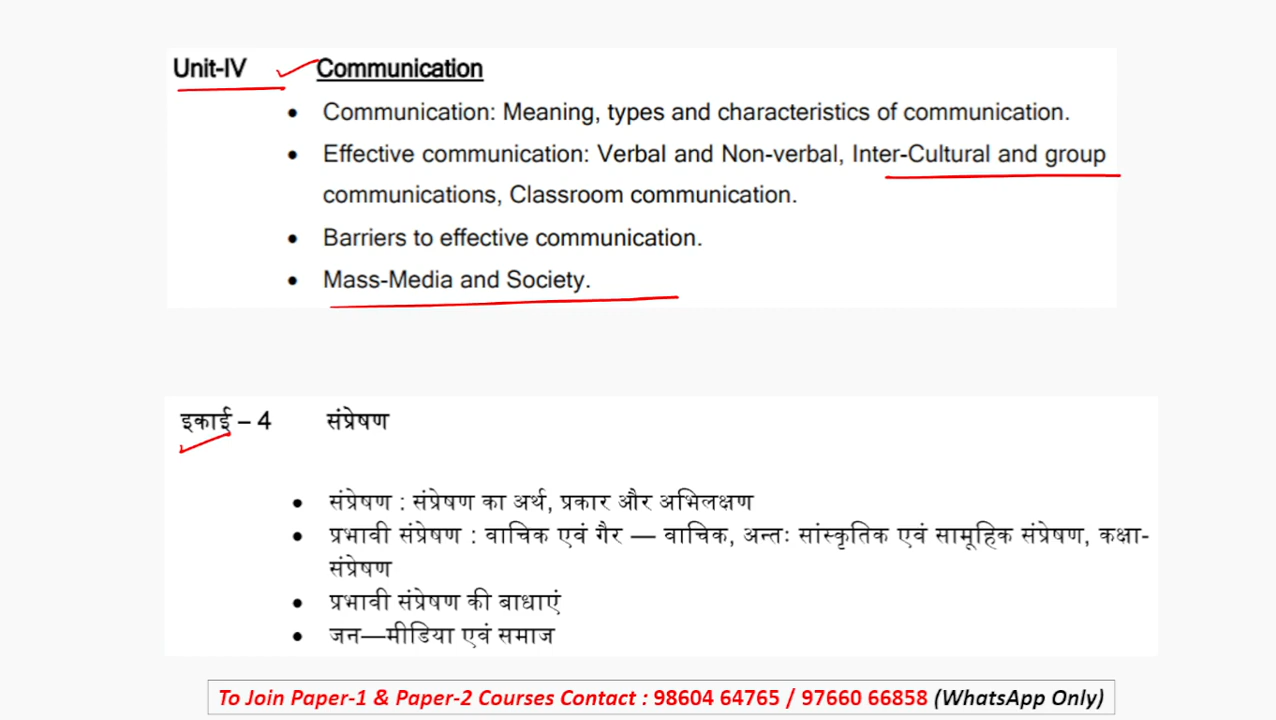 Unit-IV Communication
• Communication: Meaning, types and characteristics of communication.
• Effective communication: Verbal and Non-verbal, Inter-Cultural and group
communications, Classroom communication.
• Barriers to effective communication.
• Mass-Media and Society.
इकाई – 4 संप्रेषण
• संप्रेषण : संप्रेषण का अर्थ, प्रकार और अभिलक्षण
• प्रभावी संप्रेषण : वाचिक एवं गैर — वाचिक, अन्तः सांस्कृतिक एवं सामूहिक संप्रेषण, कक्षा-
संप्रेषण
• प्रभावी संप्रेषण की बाधाएं
• जन—मीडिया एवं समाज
To Join Paper-1 & Paper-2 Courses Contact : 98604 64765 / 97660 66858 (WhatsApp Only)